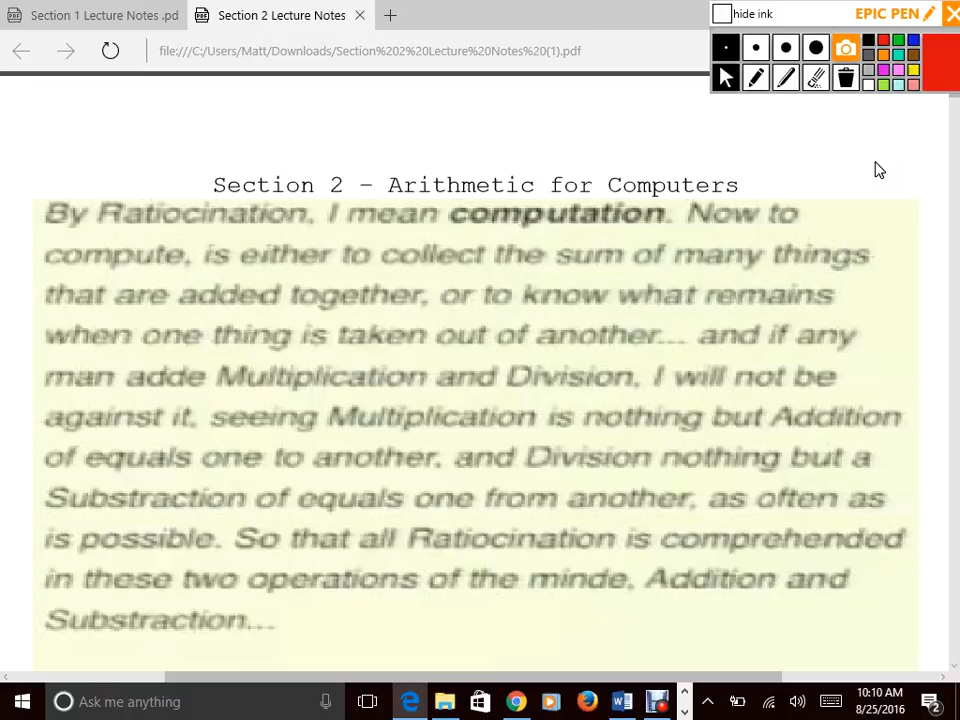 Section 1 Lecture Notes .pd
Section 2 Lecture Notes
hide ink
EPIC PEN
file:///C:/Users/Matt/Downloads/Section%202%20Lecture%20Notes%20(1).pdf
Section 2 – Arithmetic for Computers
By Ratiocination, I mean computation. Now to
compute, is either to collect the sum of many things
that are added together, or to know what remains
when one thing is taken out of another... and if any
man adde Multiplication and Division, I will not be
against it, seeing Multiplication is nothing but Addition
of equals one to another, and Division nothing but a
Substraction of equals one from another, as often as
is possible. So that all Ratiocination is comprehended
in these two operations of the minde, Addition and
Substraction...
Ask me anything
10:10 AM
8/25/2016
2